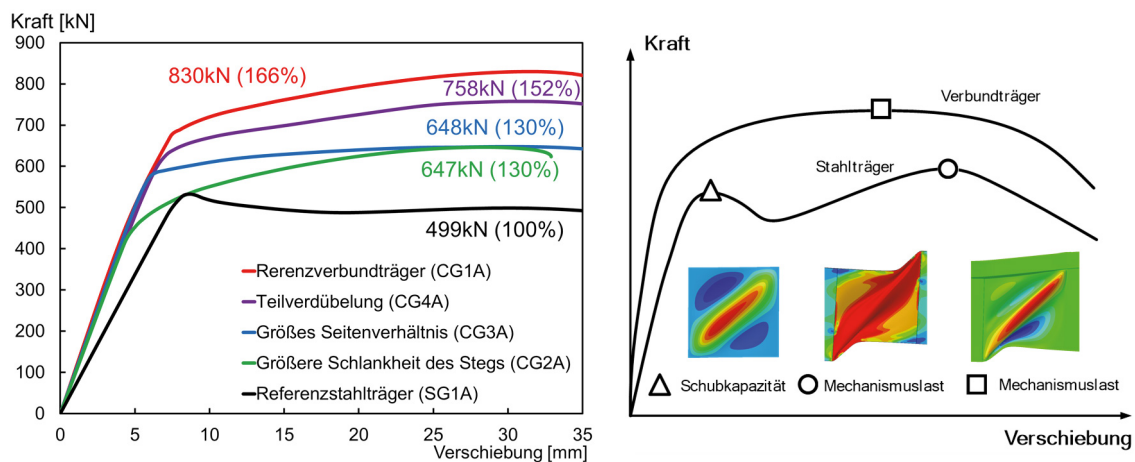 Kraft [kN]
900
800
700
600
500
400
300
200
100
0
0
5
10
15
20
25
30
35
Verschiebung [mm]
830kN (166%)
758kN (152%)
648kN (130%)
647kN (130%)
499kN (100%)
Rerenzverbundträger (CG1A)
Teilverdübelung (CG4A)
Größes Seitenverhältnis (CG3A)
Größere Schlankheit des Stegs (CG2A)
Referenzstahlträger (SG1A)
Kraft
Verbundträger
Stahlträger
Schubkapazität
Mechanismuslast
Mechanismuslast
Verschiebung